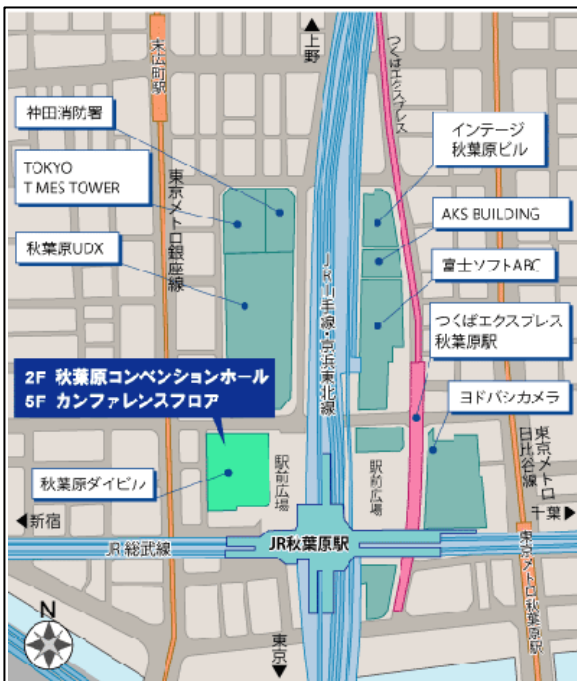 上野
つくばエクスプレス
末広町駅
神田消防署
インテージ
秋葉原ビル
TOKYO
TIMES TOWER
AKS BUILDING
東京メトロ銀座線
秋葉原UDX
富士ソフトABC
JR山手線・京浜東北線
つくばエクスプレス
秋葉原駅
2F 秋葉原コンベンションホール
5F カンファレンスフロア
ヨドバシカメラ
東京メトロ
日比谷線
秋葉原ダイビル
駅前広場
駅前広場
新宿
千葉
JR総武線
JR秋葉原駅
東京メトロ秋葉原駅
N
東京